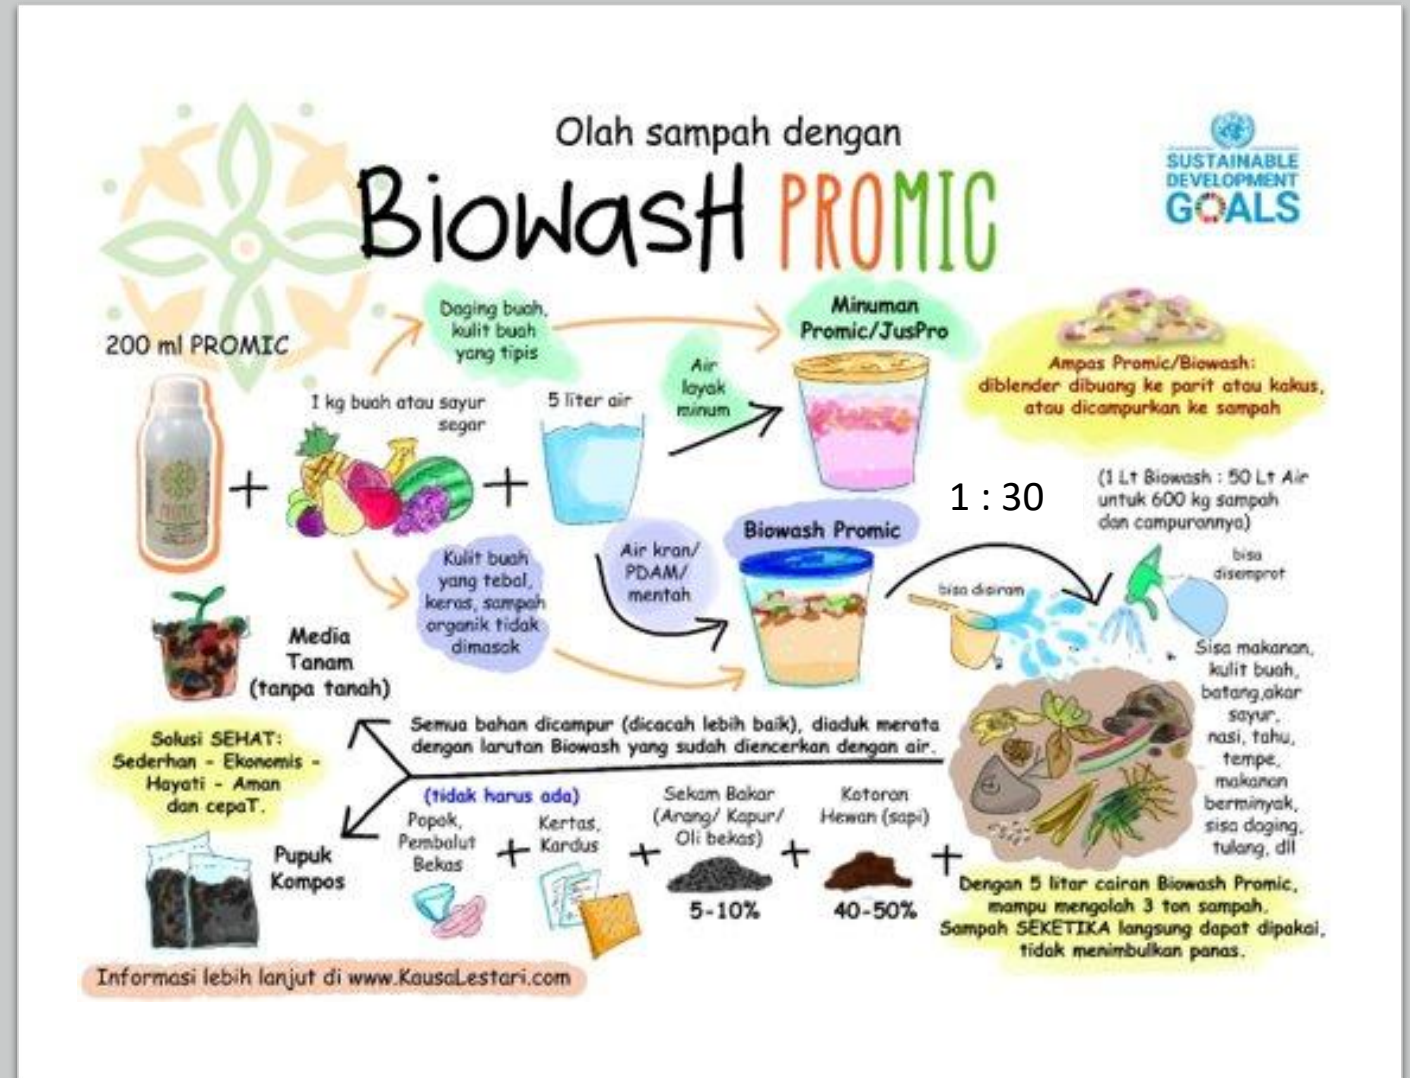 Olah sampah dengan
BiowasH PROMIC
SUSTAINABLE
DEVELOPMENT
GOALS
200 ml PROMIC
Daging buah,
kulit buah
yang tipis
1 kg buah atau sayur
segar
5 liter air
Air
layak
minum
Minuman
Promic/JusPro
Ampas Promic/Biowash:
diblender dibuang ke parit atau kakus,
atau dicampurkan ke sampah
PROMIC
Kulit buah
yang tebal,
keras, sampah
organik tidak
dimasak
Air kran/
PDAM/
mentah
Biowash Promic
1 : 30
(1 Lt Biowash : 50 Lt Air
untuk 600 kg sampah
dan campurannya)
bisa disiram
bisa
disemprot
Sisa makanan,
kulit buah,
batang,akar
sayur,
nasi, tahu,
tempe,
makanan
berminyak,
sisa daging,
tulang, dll
Media
Tanam
(tanpa tanah)
Semua bahan dicampur (dicacah lebih baik), diaduk merata
dengan larutan Biowash yang sudah diencerkan dengan air.
Solusi SEHAT:
Sederhan - Ekonomis -
Hayati - Aman
dan cepaT.
Pupuk
Kompos
(tidak harus ada)
Popok,
Pembalut
Bekas
Kertas,
Kardus
Sekam Bakar
(Arang/ Kapur/
Oli bekas)
5-10%
Kotoran
Hewan (sapi)
40-50%
Dengan 5 liter cairan Biowash Promic,
mampu mengolah 3 ton sampah.
Sampah SEKETIKA langsung dapat dipakai,
tidak menimbulkan panas.
Informasi lebih lanjut di www.KausaLestari.com